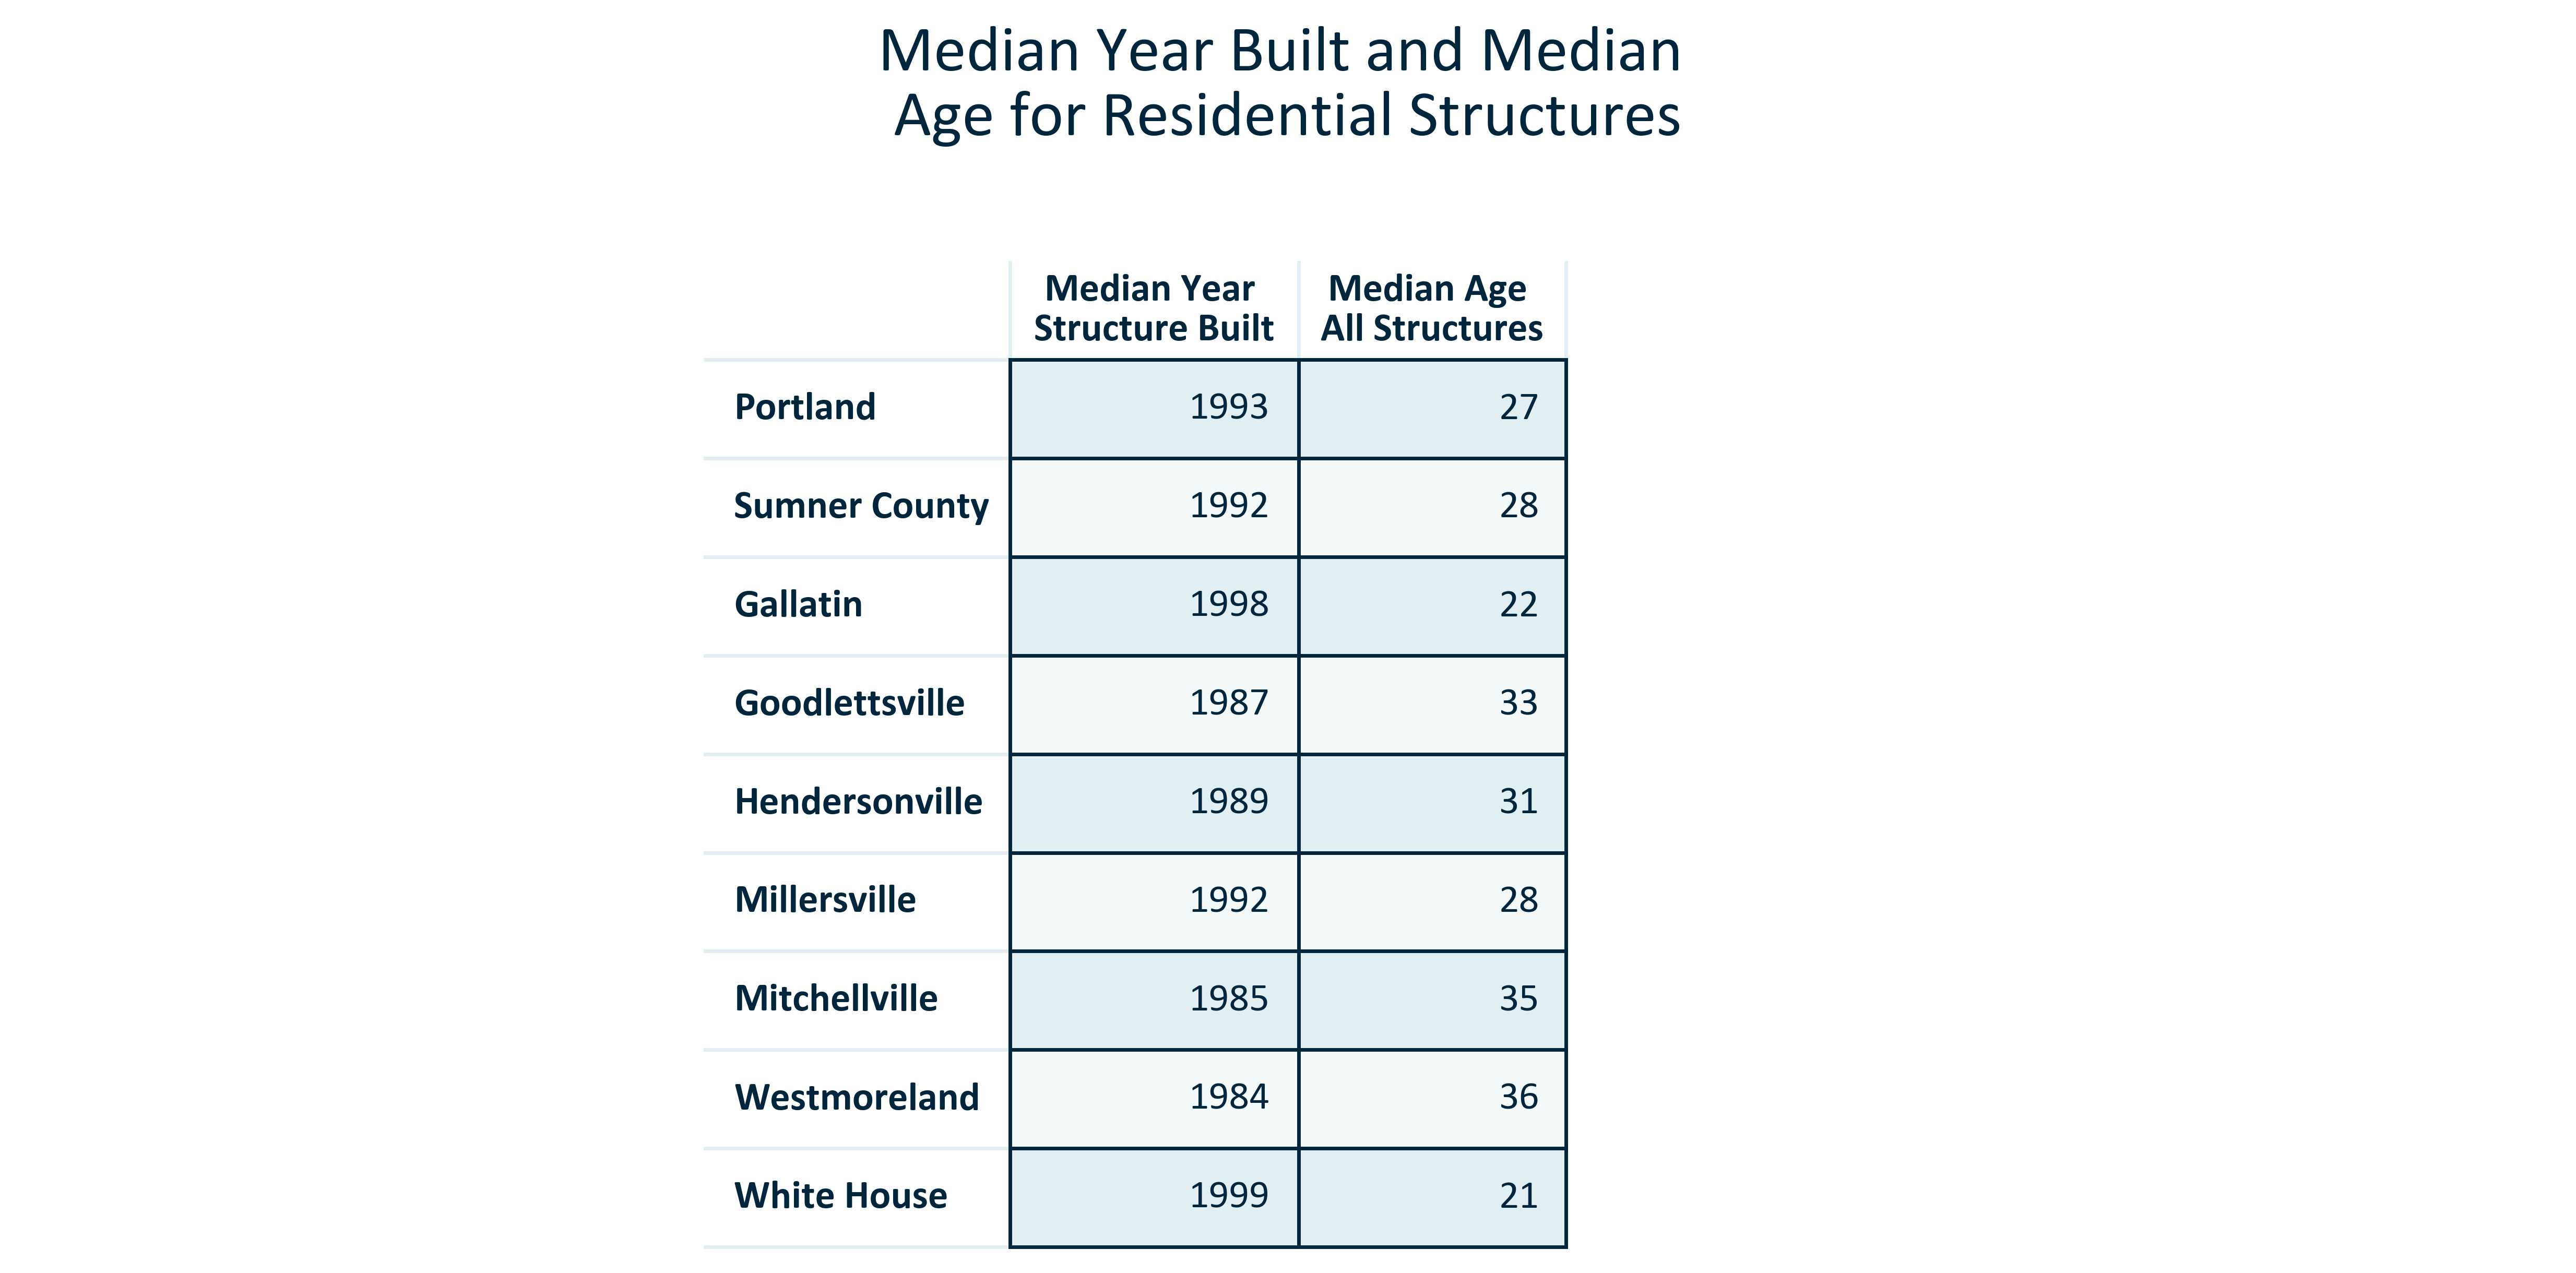 Median Year Built and Median
Age for Residential Structures
Median Year Median Age
Structure Built All Structures
Portland 1993 27
Sumner County 1992 28
Gallatin 1998 22
Goodlettsville 1987 33
Hendersonville 1989 31
Millersville 1992 28
Mitchellville 1985 35
Westmoreland 1984 36
White House 1999 21